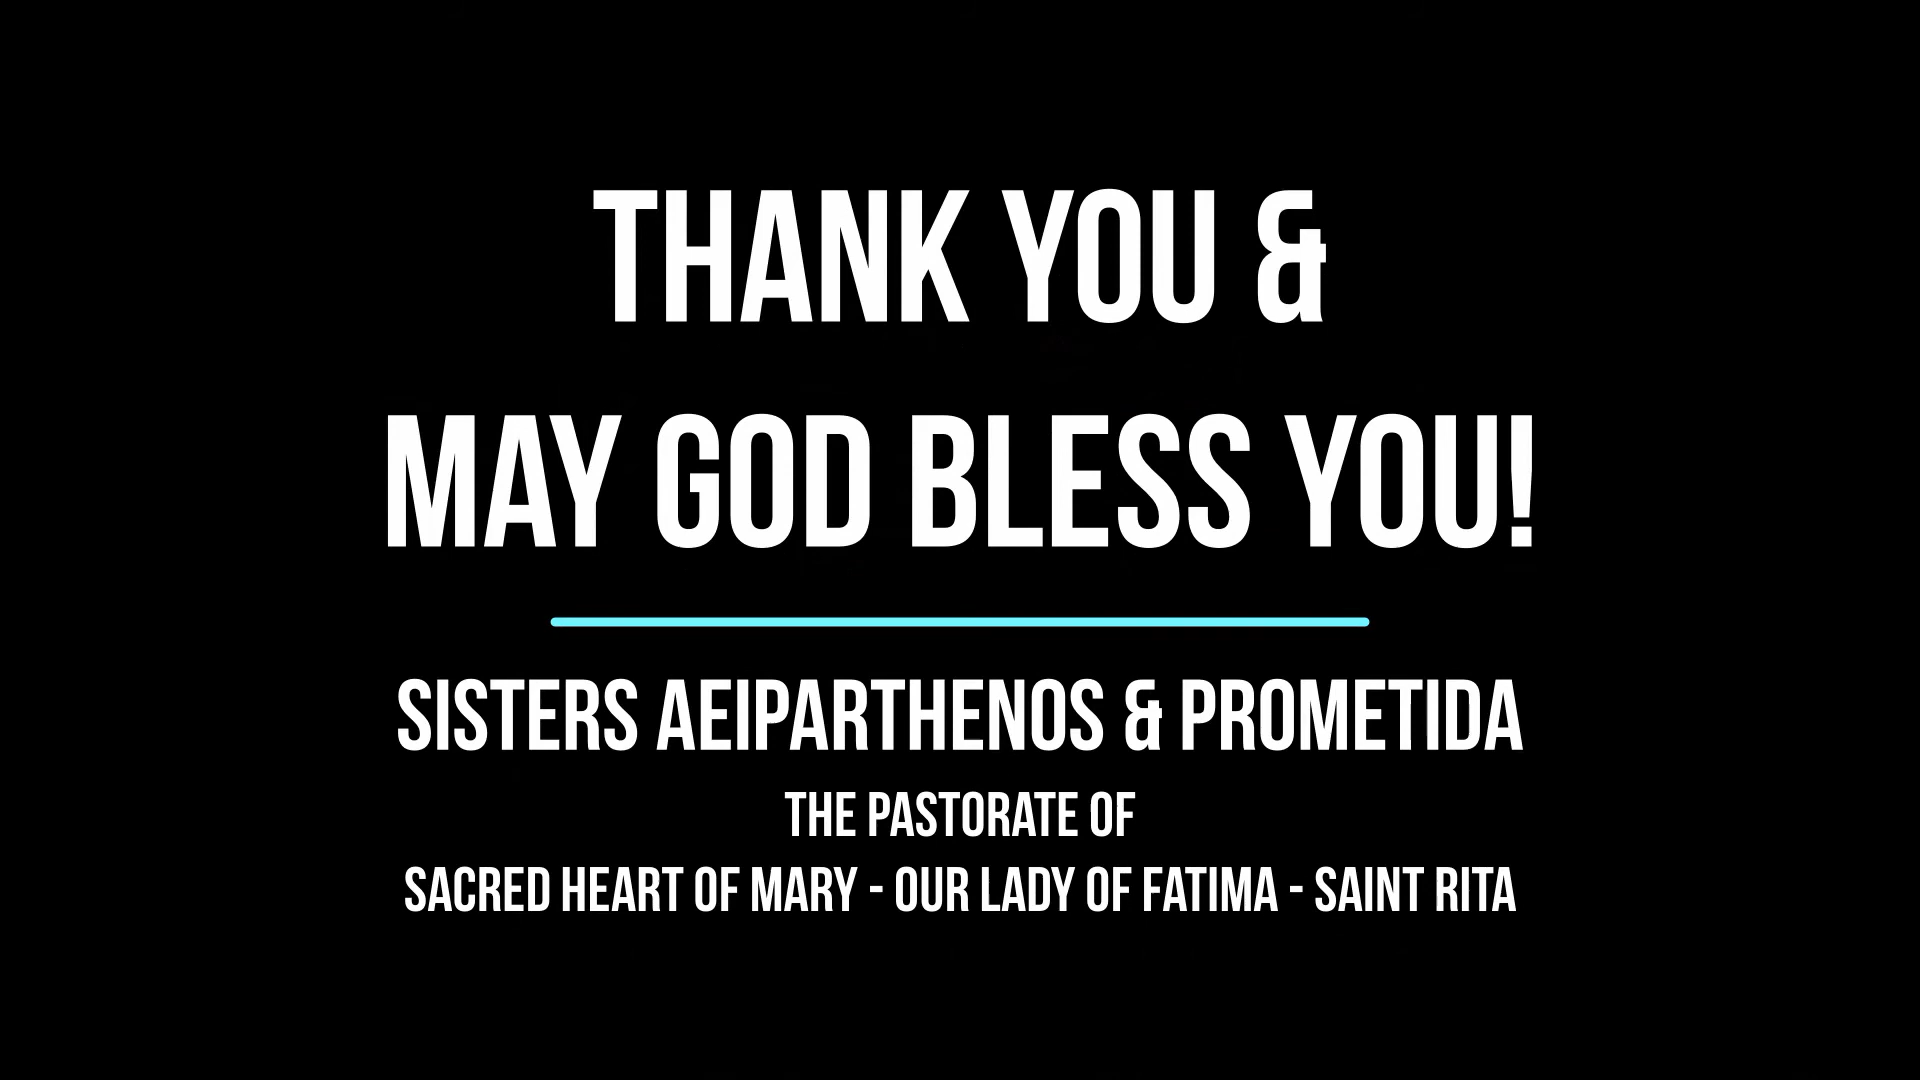 THANK YOU &
MAY GOD BLESS YOU!
SISTERS AEIPARTHENOS & PROMETIDA
THE PASTORATE OF
SACRED HEART OF MARY - OUR LADY OF FATIMA - SAINT RITA